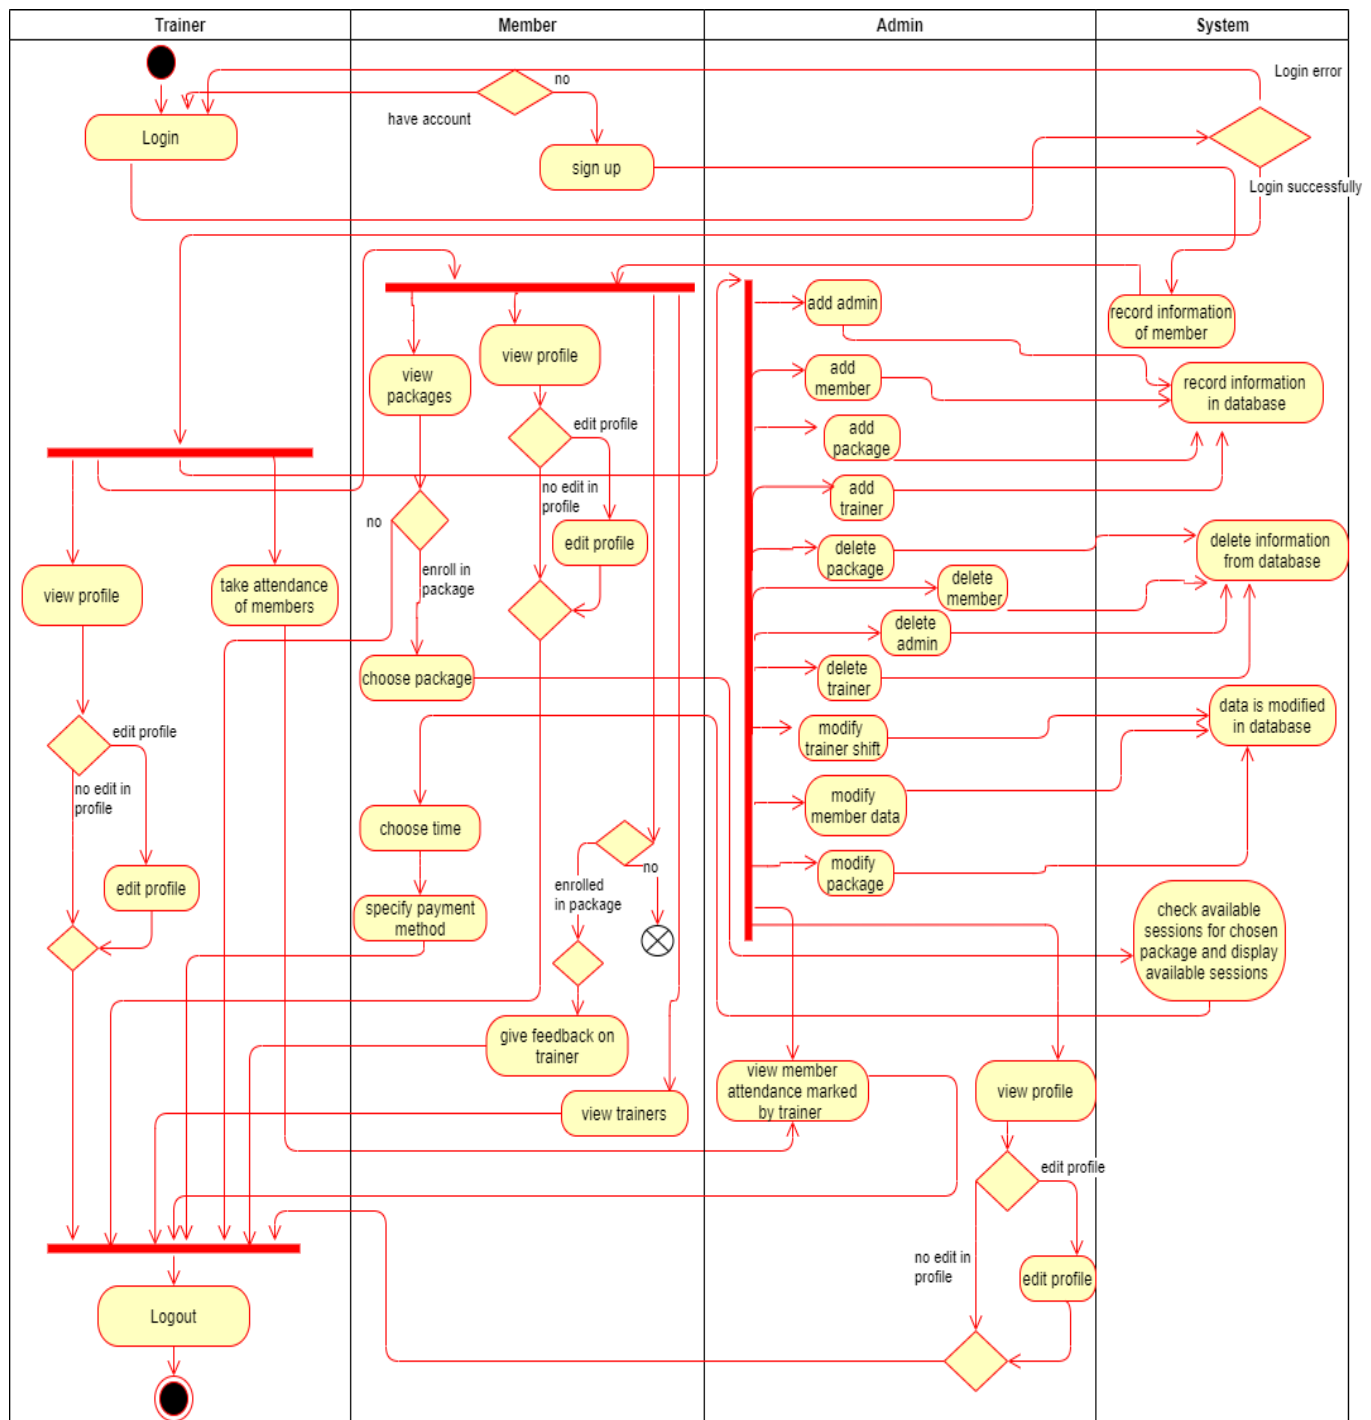 Trainer
Member
Admin
System
Login error
no
have account
Login
sign up
Login successfully
add admin
record information
of member
view profile
add
member
view
packages
record information
in database
edit profile
add
package
no edit in
profile
add
trainer
no
edit profile
delete
package
delete information
from database
enroll in
package
delete
member
view profile
take attendance
of members
delete
admin
choose package
delete
trainer
data is modified
in database
edit profile
modify
trainer shift
no edit in
profile
modify
member data
choose time
no
modify
package
edit profile
enrolled
in package
specify payment
method
check available
sessions for chosen
package and display
available sessions
give feedback on
trainer
view member
attendance marked
by trainer
view profile
view trainers
edit profile
no edit in
profile
edit profile
Logout